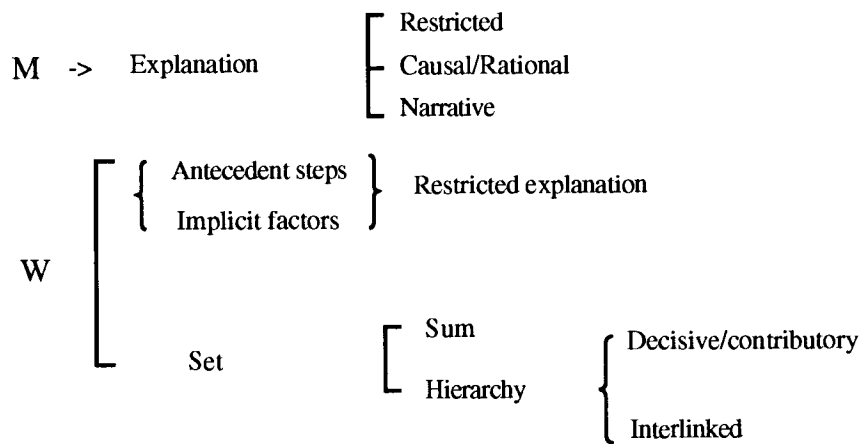 Restricted
M -> Explanation Causal/Rational
Narrative
Antecedent steps
Restricted explanation
Implicit factors
W
Sum
Decisive/contributory
Set
Hierarchy
Interlinked